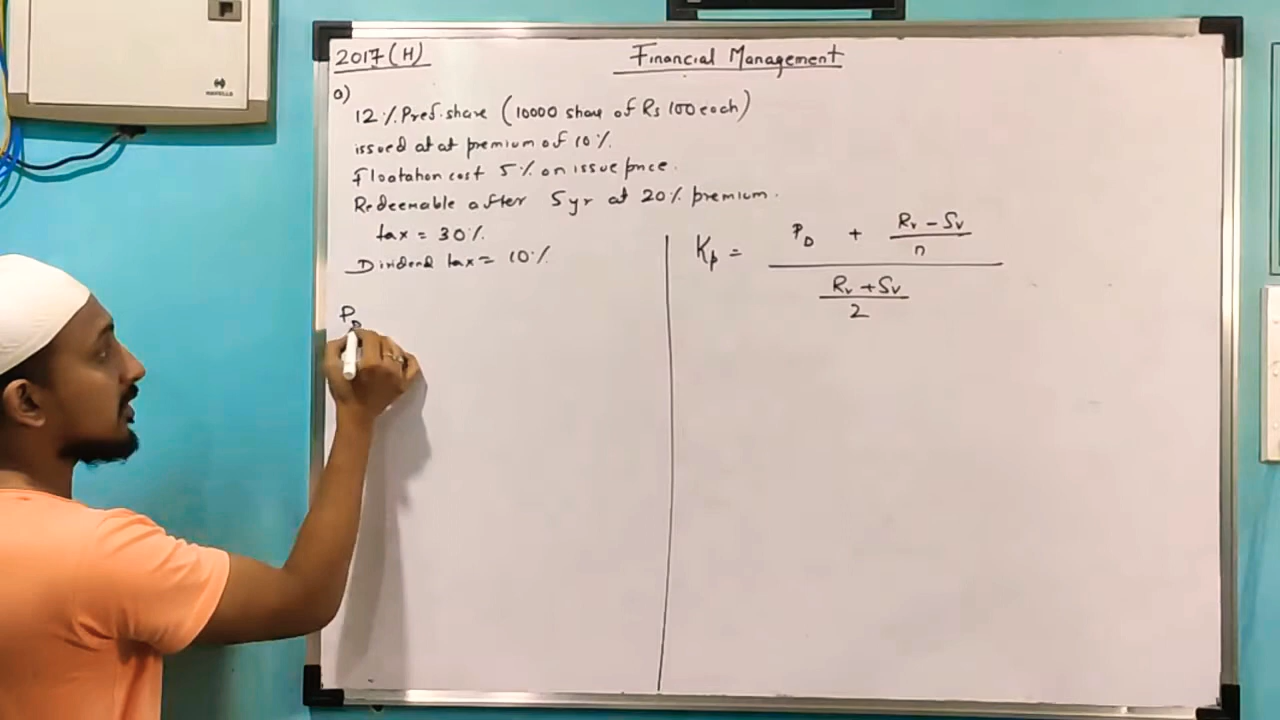 HAVELLS
2017 (H)
Financial Management
a)
12% Pref. share (10000 share of Rs 100 each)
issued at at premium of 10%.
Floatation cost 5% on issue price.
Redeemable after 5 yr at 20% premium.
tax = 30%.
Dividend tax = 10%
Kp = PD + Rv - Sv / n
Rv + Sv / 2
PD